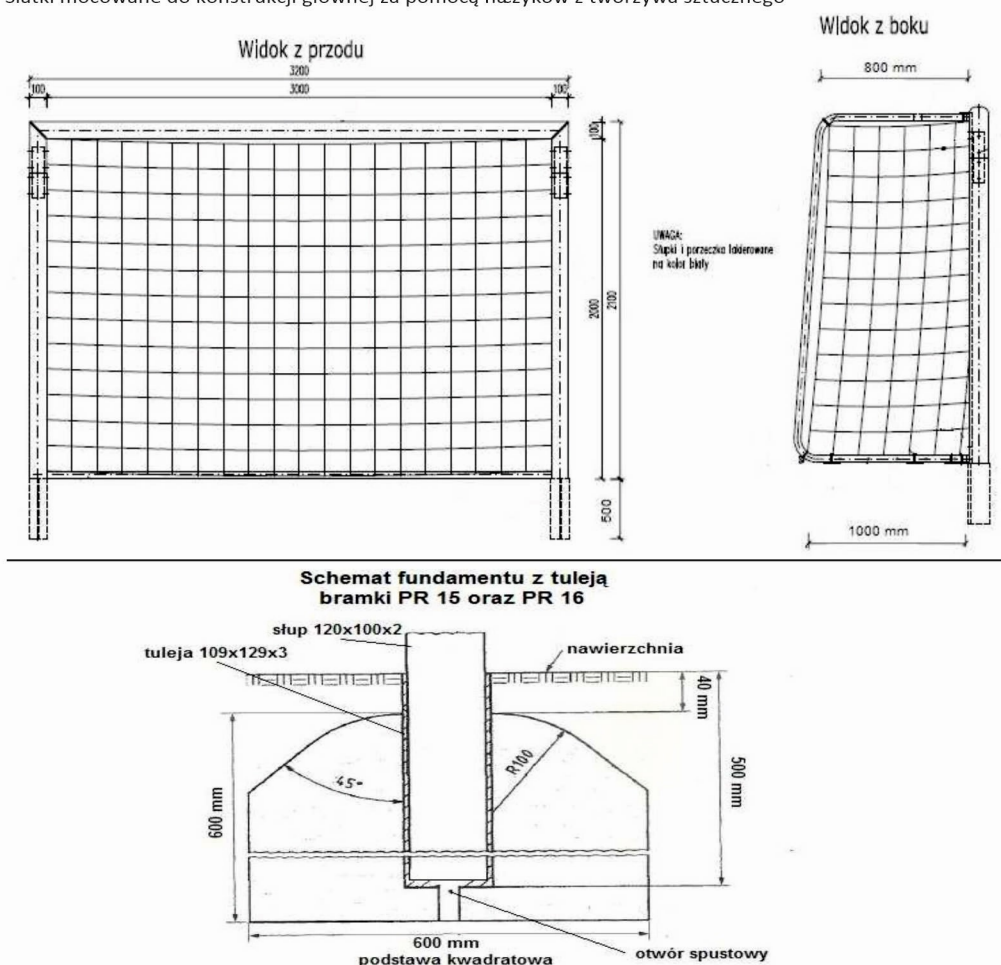 Siatki mocowane do konstrukcji głównej za pomocą haczyków z tworzywa sztucznego
Widok z przodu
3200
100
3000
100
100
2000
2100
500
Widok z boku
800 mm
UWAGA:
Słupki i porzeczka lakierowane
na kolor biały
1000 mm
Schemat fundamentu z tuleją
bramki PR 15 oraz PR 16
słup 120x100x2
tuleja 109x129x3
nawierzchnia
40 mm
500 mm
600 mm
45°
R100
600 mm
podstawa kwadratowa
otwór spustowy